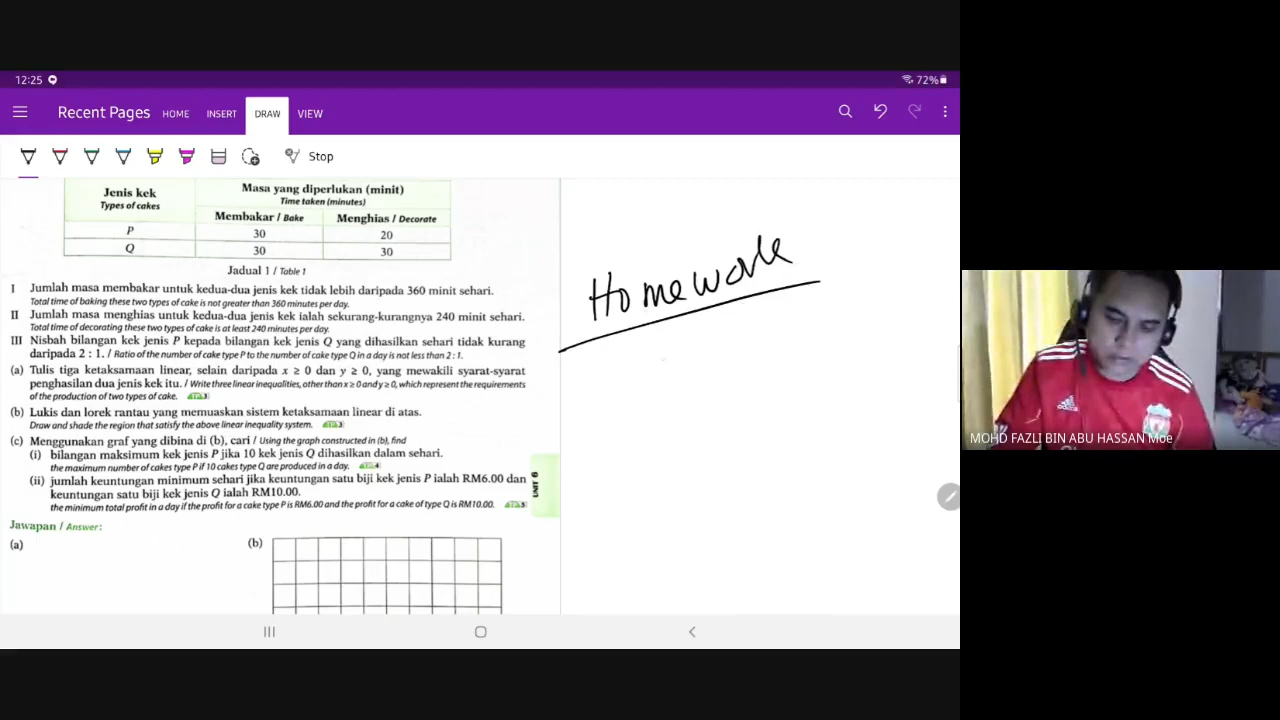 12:25
72%
Recent Pages HOME INSERT DRAW VIEW
Stop
Jenis kek
Types of cakes
Masa yang diperlukan (minit)
Time taken (minutes)
Membakar / Bake
Menghias / Decorate
P 30 20
Q 30 30
Jadual 1 / Table 1
I Jumlah masa membakar untuk kedua-dua jenis kek tidak lebih daripada 360 minit sehari.
Total time of baking these two types of cake is not greater than 360 minutes per day.
II Jumlah masa menghias untuk kedua-dua jenis kek ialah sekurang-kurangnya 240 minit sehari.
Total time of decorating these two types of cake is at least 240 minutes per day.
III Nisbah bilangan kek jenis P kepada bilangan kek jenis Q yang dihasilkan sehari tidak kurang
daripada 2 : 1. / Ratio of the number of cake type P to the number of cake type Q in a day is not less than 2 : 1.
(a) Tulis tiga ketaksamaan linear, selain daripada x ≥ 0 dan y ≥ 0, yang mewakili syarat-syarat
penghasilan dua jenis kek itu. / Write three linear inequalities, other than x ≥ 0 and y ≥ 0, which represent the requirements
of the production of two types of cake.
(b) Lukis dan lorek rantau yang memuaskan sistem ketaksamaan linear di atas.
Draw and shade the region that satisfy the above linear inequality system.
(c) Menggunakan graf yang dibina di (b), cari / Using the graph constructed in (b), find
(i) bilangan maksimum kek jenis P jika 10 kek jenis Q dihasilkan dalam sehari.
the maximum number of cakes type P if 10 cakes type Q are produced in a day.
(ii) jumlah keuntungan minimum sehari jika keuntungan satu biji kek jenis P ialah RM6.00 dan
keuntungan satu biji kek jenis Q ialah RM10.00.
the minimum total profit in a day if the profit for a cake type P is RM6.00 and the profit for a cake of type Q is RM10.00.
UNIT 6
Jawapan / Answer:
(a)
(b)
Homework
MOHD FAZLI BIN ABU HASSAN Moe